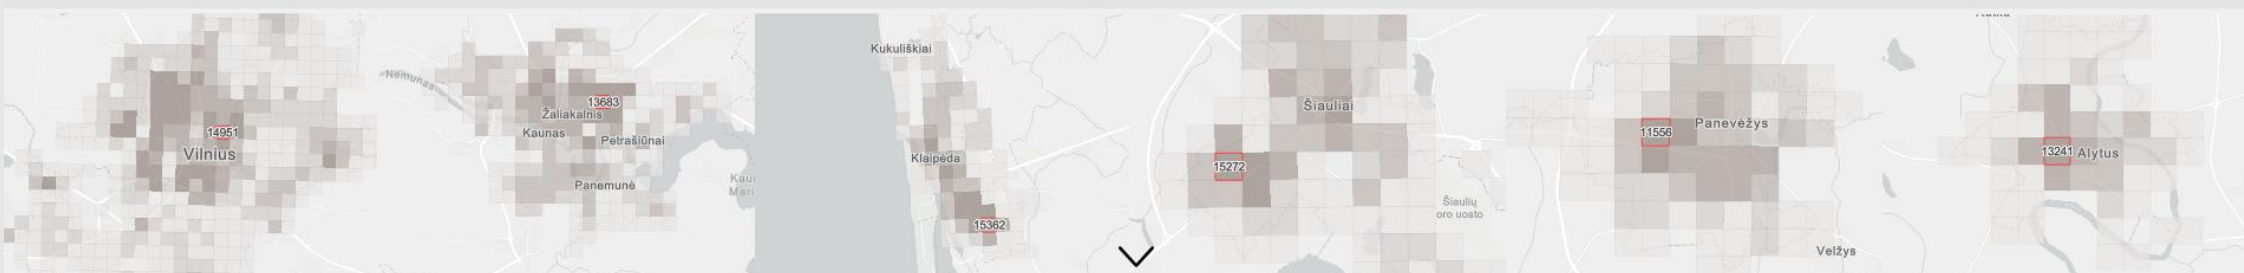 14951
Vilnius
Nemunas
13683
Žaliakalnis
Kaunas
Petrašiūnai
Panemunė
Kukuliškiai
Klaipėda
15362
Šiauliai
15272
Šiaulių
oro uosto
11556
Panevėžys
Velžys
13241
Alytus